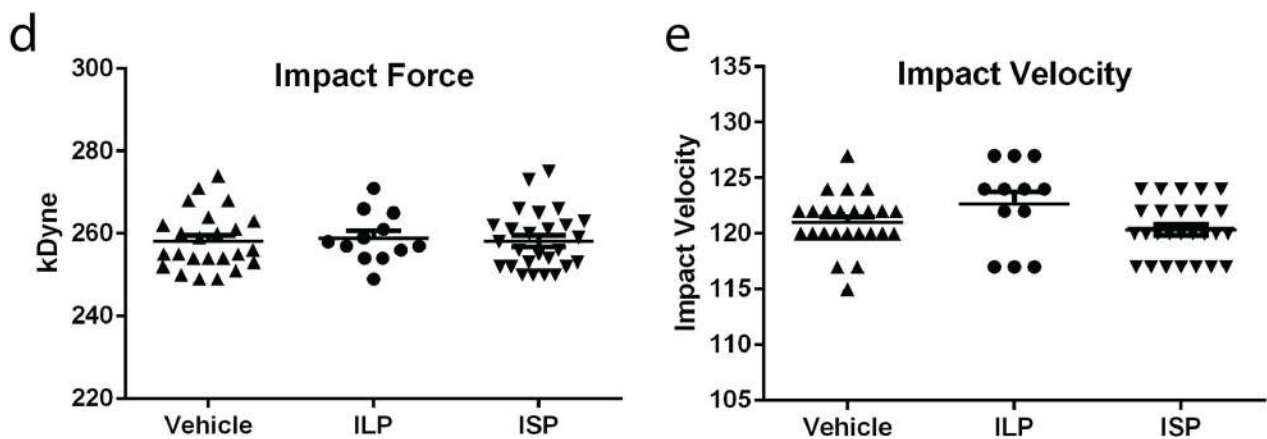 d
Impact Force
kDyne
300
280
260
240
220
Vehicle
ILP
ISP
e
Impact Velocity
Impact Velocity
135
130
125
120
115
110
105
Vehicle
ILP
ISP